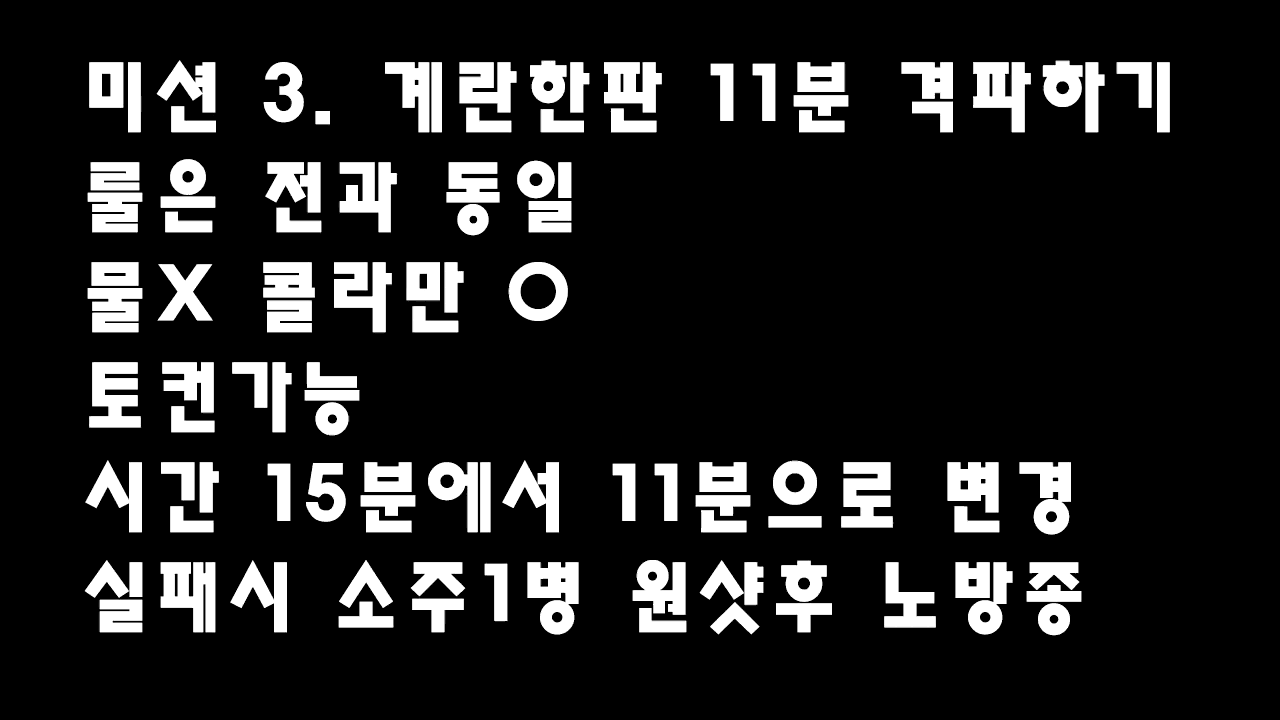 미션 3. 계란한판 11분 격파하기
룰은 전과 동일
물X 콜라만 O
토컨가능
시간 15분에서 11분으로 변경
실패시 소주1병 원샷후 노방종